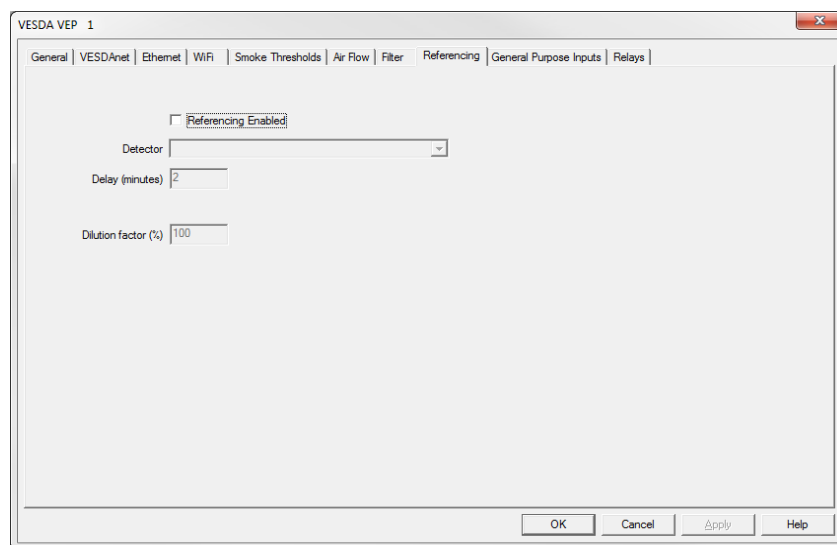 VESDA VEP 1
General VESDAnet Ethernet WiFi Smoke Thresholds Air Flow Filter Referencing General Purpose Inputs Relays
Referencing Enabled
Detector
Delay (minutes) 2
Dilution factor (%) 100
OK Cancel Apply Help